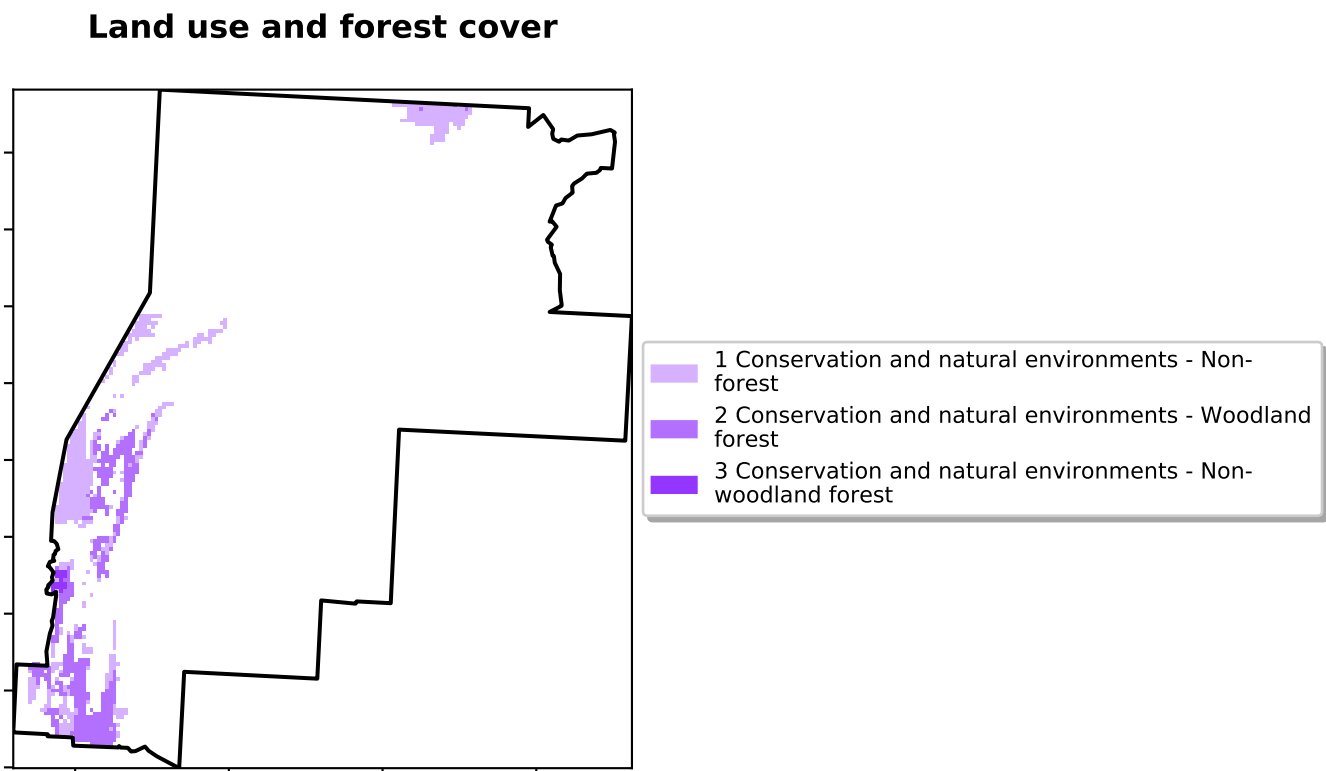 Land use and forest cover
1 Conservation and natural environments - Non-
forest
2 Conservation and natural environments - Woodland
forest
3 Conservation and natural environments - Non-
woodland forest